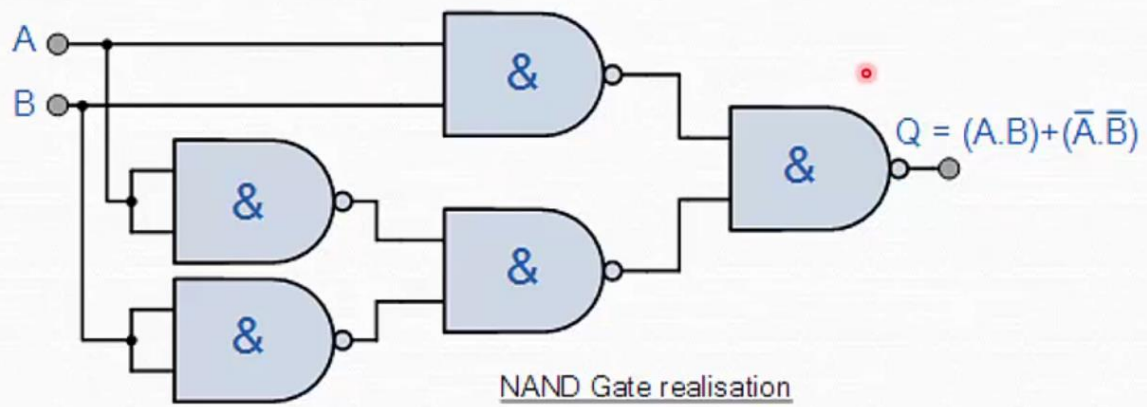 A
&
B
&
Q = (A.B)+(A̅.B̅)
&
&
&
NAND Gate realisation